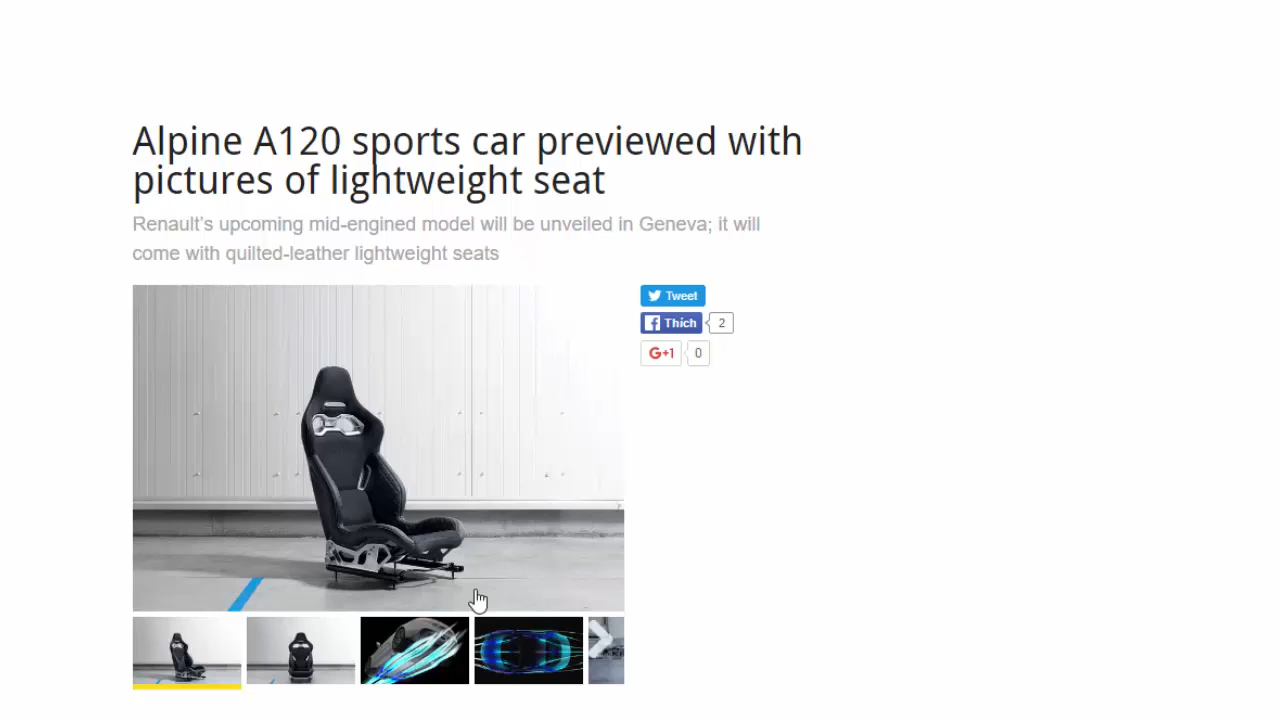 Alpine A120 sports car previewed with
pictures of lightweight seat
Renault's upcoming mid-engined model will be unveiled in Geneva; it will
come with quilted-leather lightweight seats
Tweet
Thích 2
G+1 0